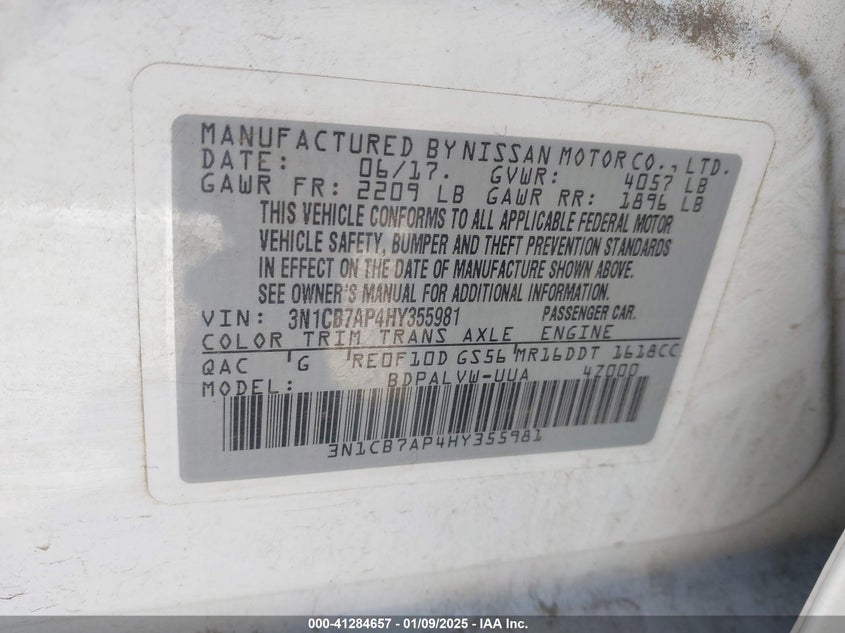 MANUFACTURED BY NISSAN MOTOR CO., LTD.
DATE: 06/17. GVWR: 4057 LB
GAWR FR: 2209 LB GAWR RR: 1896 LB
THIS VEHICLE CONFORMS TO ALL APPLICABLE FEDERAL MOTOR
VEHICLE SAFETY, BUMPER AND THEFT PREVENTION STANDARDS
IN EFFECT ON THE DATE OF MANUFACTURE SHOWN ABOVE.
SEE OWNER'S MANUAL FOR ADDITIONAL INFORMATION.
VIN: 3N1CB7AP4HY355981 PASSENGER CAR.
COLOR TRIM TRANS AXLE ENGINE
QAC 'G 'RE0F10D GS56 'MR16DDT 1618CC
MODEL: BDPALVW-UUA 4Z000
3N1CB7AP4HY355981
000-41284657 - 01/09/2025 - IAA Inc.